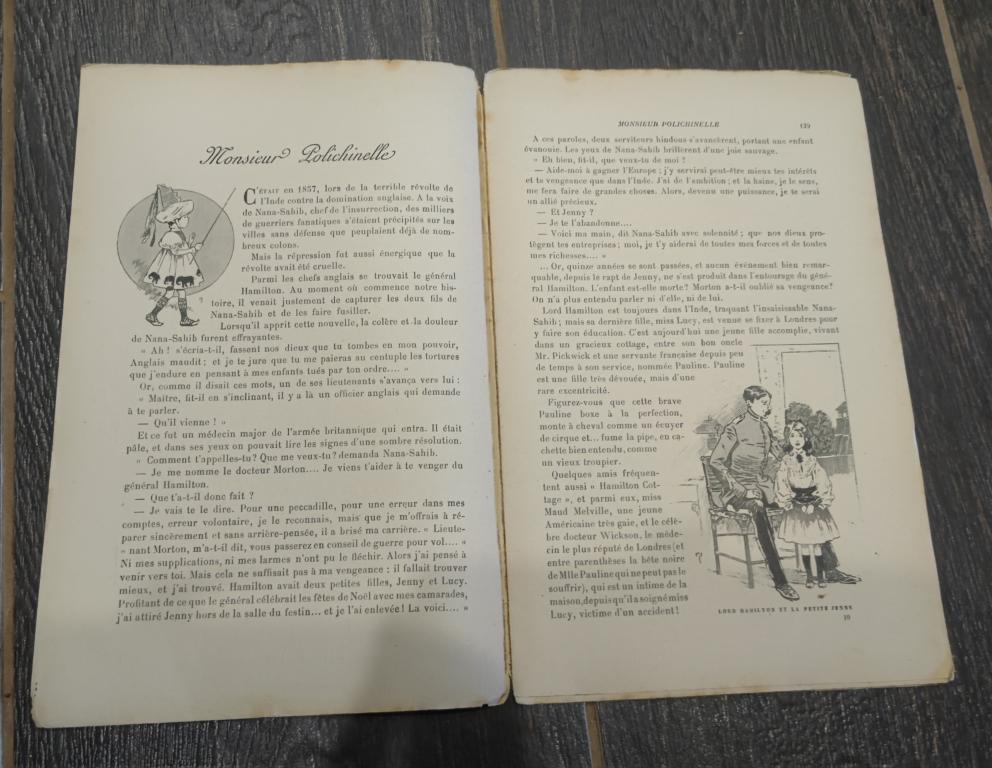 Monsieur Polichinelle
C'ÉTAIT en 1857, lors de la terrible révolte de
l'Inde contre la domination anglaise. A la voix
de Nana-Sahib, chef de l'insurrection, des milliers
de guerriers fanatiques s'étaient précipités sur les
villes sans défense que peuplaient déjà de nom-
breux colons.
Mais la répression fut aussi énergique que la
révolte avait été cruelle.
Parmi les chefs anglais se trouvait le général
Hamilton. Au moment où commence notre his-
toire, il venait justement de capturer les deux fils de
Nana-Sahib et de les faire fusiller.
Lorsqu'il apprit cette nouvelle, la colère et la douleur
de Nana-Sahib furent effrayantes.
« Ah ! s'écria-t-il, fassent nos dieux que tu tombes en mon pouvoir,
Anglais maudit ; et je te jure que tu me paieras au centuple les tortures
que j'endure en pensant à mes enfants tués par ton ordre.... »
Or, comme il disait ces mots, un de ses lieutenants s'avança vers lui :
« Maître, fit-il en s'inclinant, il y a là un officier anglais qui demande
à te parler.
— Qu'il vienne ! »
Et ce fut un médecin major de l'armée britannique qui entra. Il était
pâle, et dans ses yeux on pouvait lire les signes d'une sombre résolution.
« Comment t'appelles-tu ? Que me veux-tu ? demanda Nana-Sahib.
— Je me nomme le docteur Morton.... Je viens t'aider à te venger du
général Hamilton.
— Que t'a-t-il donc fait ?
— Je vais te le dire. Pour une peccadille, pour une erreur dans mes
comptes, erreur volontaire, je le reconnais, mais que je m'offrais à ré-
parer sincèrement et sans arrière-pensée, il a brisé ma carrière. « Lieute-
« nant Morton, m'a-t-il dit, vous passerez en conseil de guerre pour vol.... »
Ni mes supplications, ni mes larmes n'ont pu le fléchir. Alors j'ai pensé à
venir vers toi. Mais cela ne suffisait pas à ma vengeance : il fallait trouver
mieux, et j'ai trouvé. Hamilton avait deux petites filles, Jenny et Lucy.
Profitant de ce que le général célébrait les fêtes de Noël avec mes camarades,
j'ai attiré Jenny hors de la salle du festin... et je l'ai enlevée ! La voici.... »
MONSIEUR POLICHINELLE
139
A ces paroles, deux serviteurs hindous s'avancèrent, portant une enfant
évanouie. Les yeux de Nana-Sahib brillèrent d'une joie sauvage.
« Eh bien, fit-il, que veux-tu de moi ?
— Aide-moi à gagner l'Europe ; j'y servirai peut-être mieux tes intérêts
et ta vengeance que dans l'Inde. J'ai de l'ambition ; et la haine, je le sens,
me fera faire de grandes choses. Alors, devenu une puissance, je te serai
un allié précieux.
— Et Jenny ?
— Je te l'abandonne....
— Voici ma main, dit Nana-Sahib avec solennité ; que nos dieux pro-
tègent tes entreprises ; moi, je t'y aiderai de toutes mes forces et de toutes
mes richesses.... »
... Or, quinze années se sont passées, et aucun événement bien remar-
quable, depuis le rapt de Jenny, ne s'est produit dans l'entourage du géné-
ral Hamilton. L'enfant est-elle morte ? Morton a-t-il oublié sa vengeance ?
On n'a plus entendu parler ni d'elle, ni de lui.
Lord Hamilton est toujours dans l'Inde, traquant l'insaisissable Nana-
Sahib ; mais sa dernière fille, miss Lucy, est venue se fixer à Londres pour
y faire son éducation. C'est aujourd'hui une jeune fille accomplie, vivant
dans un gracieux cottage, entre son bon oncle
Mr. Pickwick et une servante française depuis peu
de temps à son service, nommée Pauline. Pauline
est une fille très dévouée, mais d'une
rare excentricité.
Figurez-vous que cette brave
Pauline boxe à la perfection,
monte à cheval comme un écuyer
de cirque et... fume la pipe, en ca-
chette bien entendu, comme
un vieux troupier.
Quelques amis fréquen-
tent aussi « Hamilton Cot-
tage », et parmi eux, miss
Maud Melville, une jeune
Américaine très gaie, et le célè-
bre docteur Wickson, le méde-
cin le plus réputé de Londres (et
entre parenthèses la bête noire
de Mlle Pauline qui ne peut pas le
souffrir), qui est un intime de la
maison, depuis qu'il a soigné miss
Lucy, victime d'un accident !
LORD HAMILTON ET LA PETITE JENNY
10